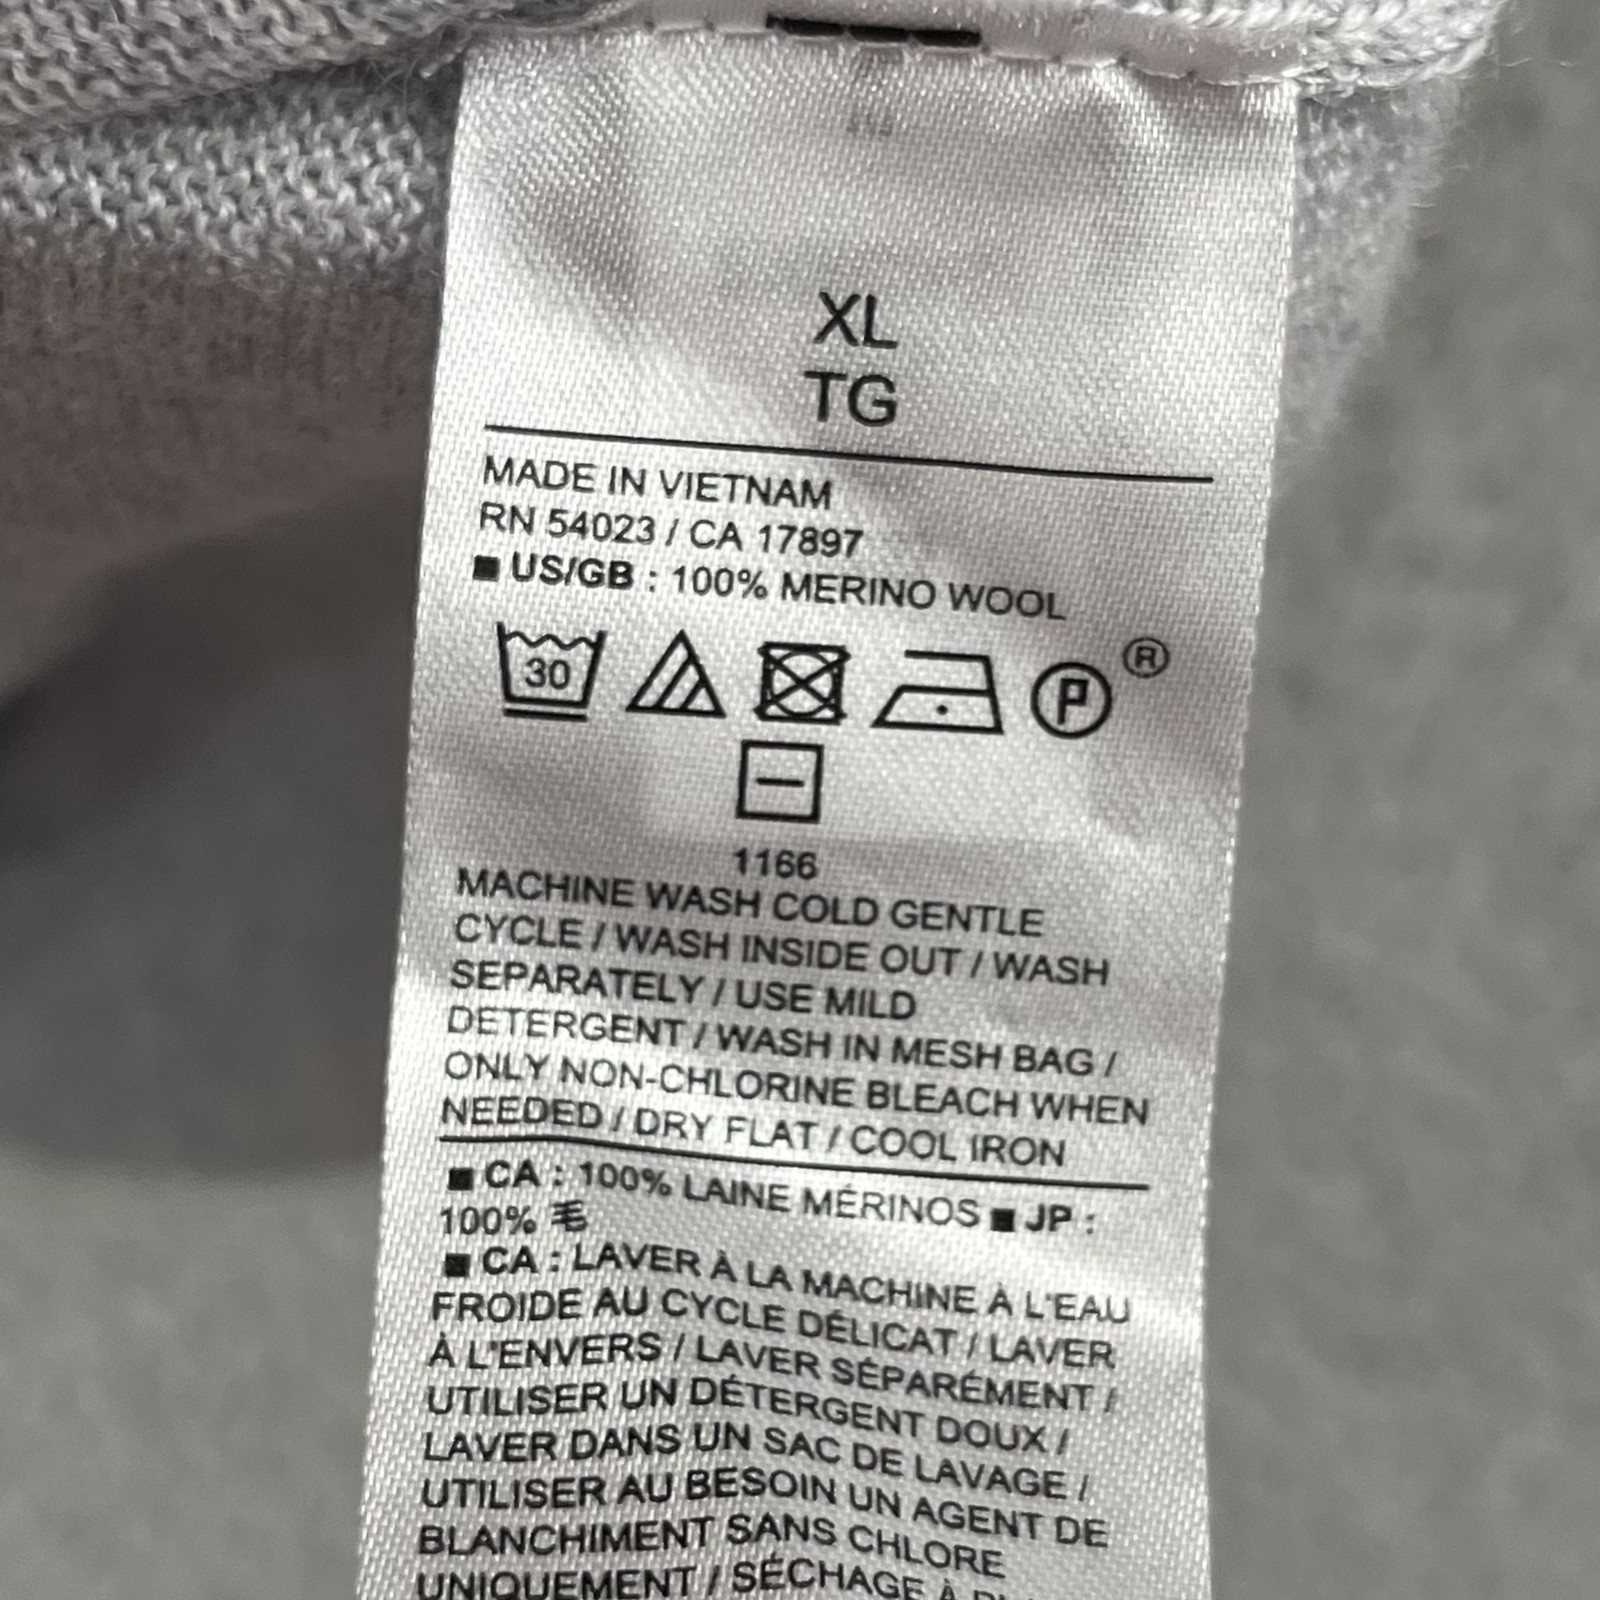 XL
TG
MADE IN VIETNAM
RN 54023 / CA 17897
■ US/GB : 100% MERINO WOOL
30
P ®
1166
MACHINE WASH COLD GENTLE
CYCLE / WASH INSIDE OUT / WASH
SEPARATELY / USE MILD
DETERGENT / WASH IN MESH BAG /
ONLY NON-CHLORINE BLEACH WHEN
NEEDED / DRY FLAT / COOL IRON
■ CA : 100% LAINE MÉRINOS ■ JP :
100% 毛
■ CA : LAVER À LA MACHINE À L'EAU
FROIDE AU CYCLE DÉLICAT / LAVER
À L'ENVERS / LAVER SÉPARÉMENT /
UTILISER UN DÉTERGENT DOUX /
LAVER DANS UN SAC DE LAVAGE /
UTILISER AU BESOIN UN AGENT DE
BLANCHIMENT SANS CHLORE
UNIQUEMENT / SÉCHAGE À